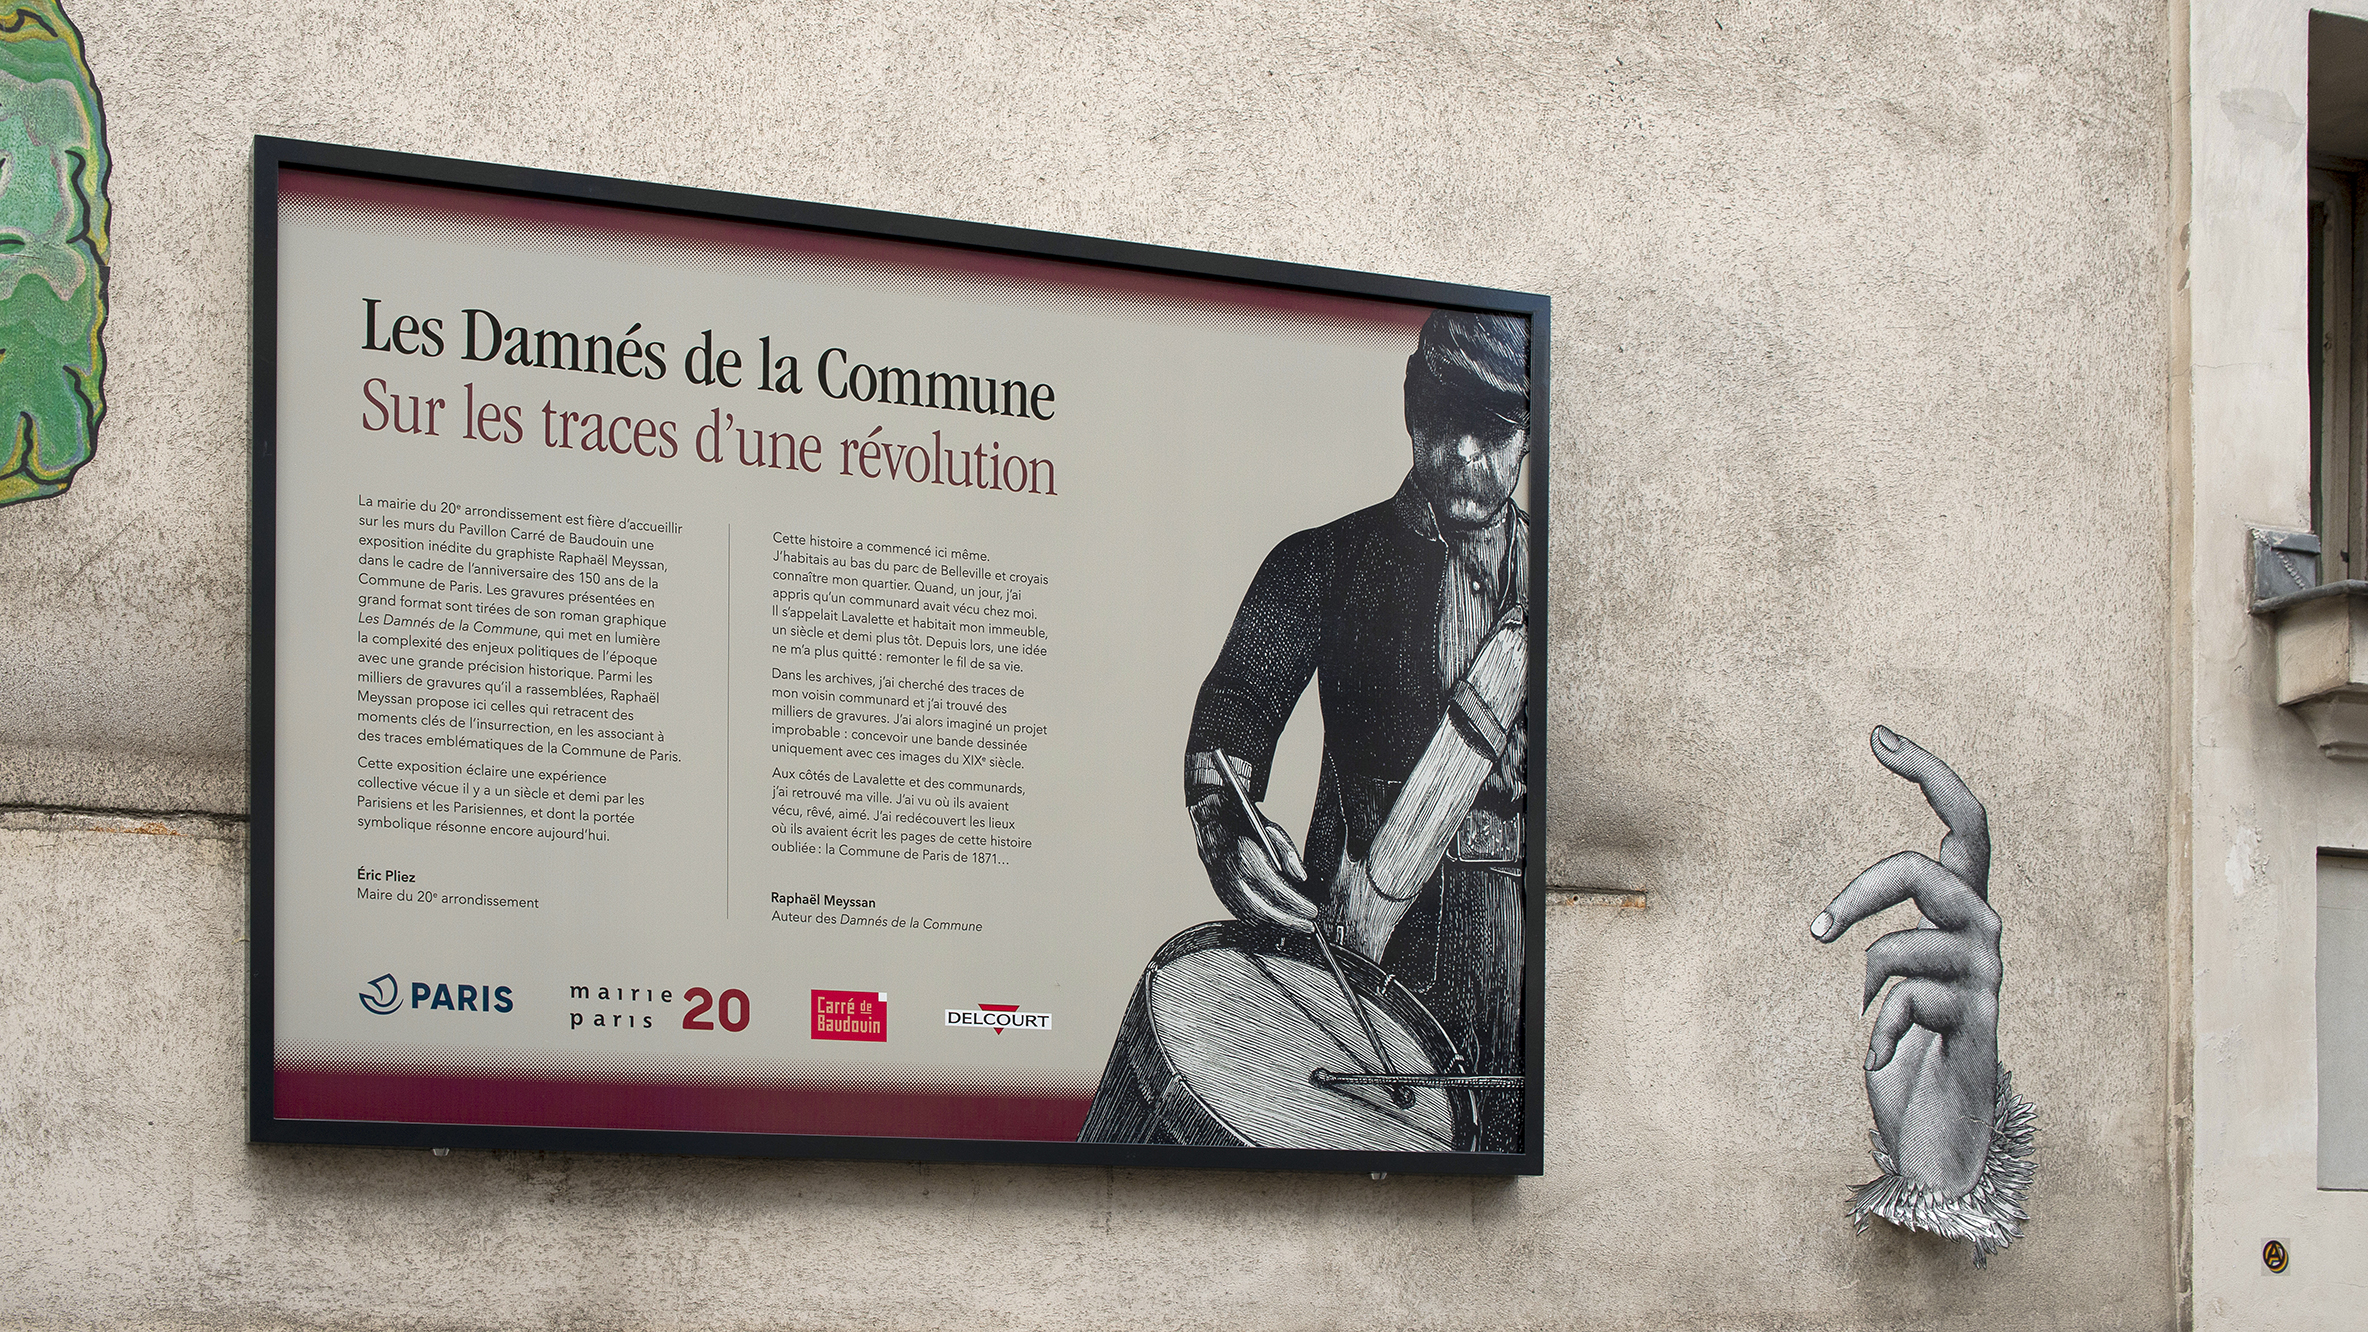 Les Damnés de la Commune
Sur les traces d'une révolution
La mairie du 20e arrondissement est fière d'accueillir
sur les murs du Pavillon Carré de Baudouin une
exposition inédite du graphiste Raphaël Meyssan,
dans le cadre de l'anniversaire des 150 ans de la
Commune de Paris. Les gravures présentées en
grand format sont tirées de son roman graphique
Les Damnés de la Commune, qui met en lumière
la complexité des enjeux politiques de l'époque
avec une grande précision historique. Parmi les
milliers de gravures qu'il a rassemblées, Raphaël
Meyssan propose ici celles qui retracent des
moments clés de l'insurrection, en les associant à
des traces emblématiques de la Commune de Paris.
Cette exposition éclaire une expérience
collective vécue il y a un siècle et demi par les
Parisiens et les Parisiennes, et dont la portée
symbolique résonne encore aujourd'hui.
Éric Pliez
Maire du 20e arrondissement
Cette histoire a commencé ici même.
J'habitais au bas du parc de Belleville et croyais
connaître mon quartier. Quand, un jour, j'ai
appris qu'un communard avait vécu chez moi.
Il s'appelait Lavalette et habitait mon immeuble,
un siècle et demi plus tôt. Depuis lors, une idée
ne m'a plus quitté : remonter le fil de sa vie.
Dans les archives, j'ai cherché des traces de
mon voisin communard et j'ai trouvé des
milliers de gravures. J'ai alors imaginé un projet
improbable : concevoir une bande dessinée
uniquement avec ces images du XIXe siècle.
Aux côtés de Lavalette et des communards,
j'ai retrouvé ma ville. J'ai vu où ils avaient
vécu, rêvé, aimé. J'ai redécouvert les lieux
où ils avaient écrit les pages de cette histoire
oubliée : la Commune de Paris de 1871...
Raphaël Meyssan
Auteur des Damnés de la Commune
PARIS
mairie
paris 20
Carré de
Baudouin
DELCOURT
A